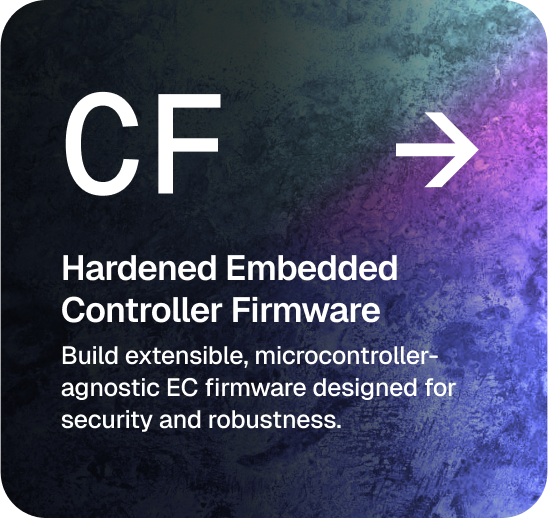 CF
Hardened Embedded
Controller Firmware
Build extensible, microcontroller-
agnostic EC firmware designed for
security and robustness.